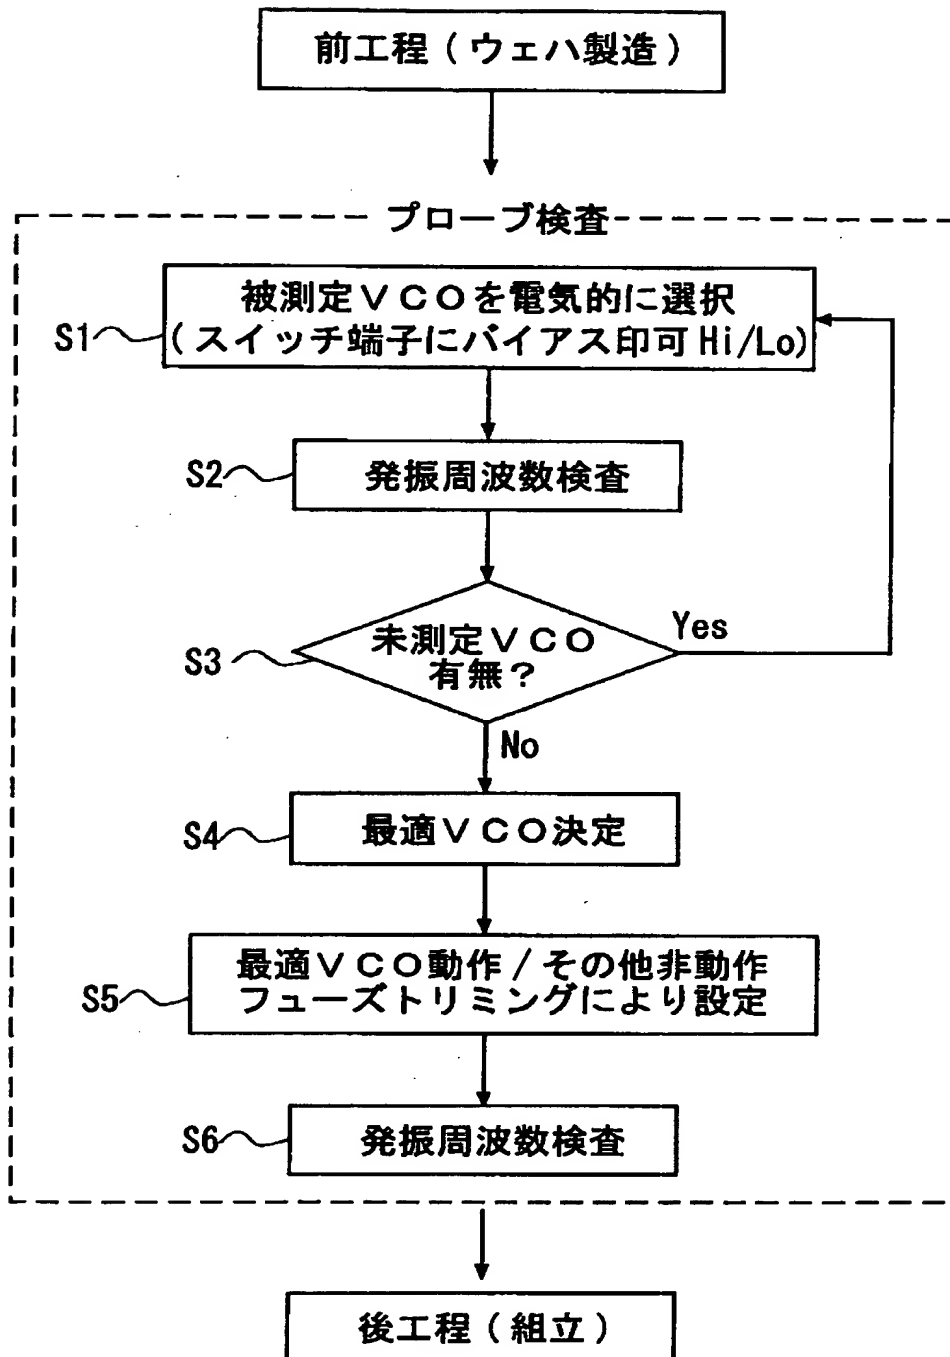 前工程(ウェハ製造)
プローブ検査
被測定VCOを電気的に選択
S1
(スイッチ端子にバイアス印可Hi/Lo)
S2
発振周波数検査
未測定VCO
Yes
S3
有無?
No
S4
最適VCO決定
最適VCO動作/その他非動作
S5
フューズトリミングにより設定
S6
発振周波数検査
後工程(組立)